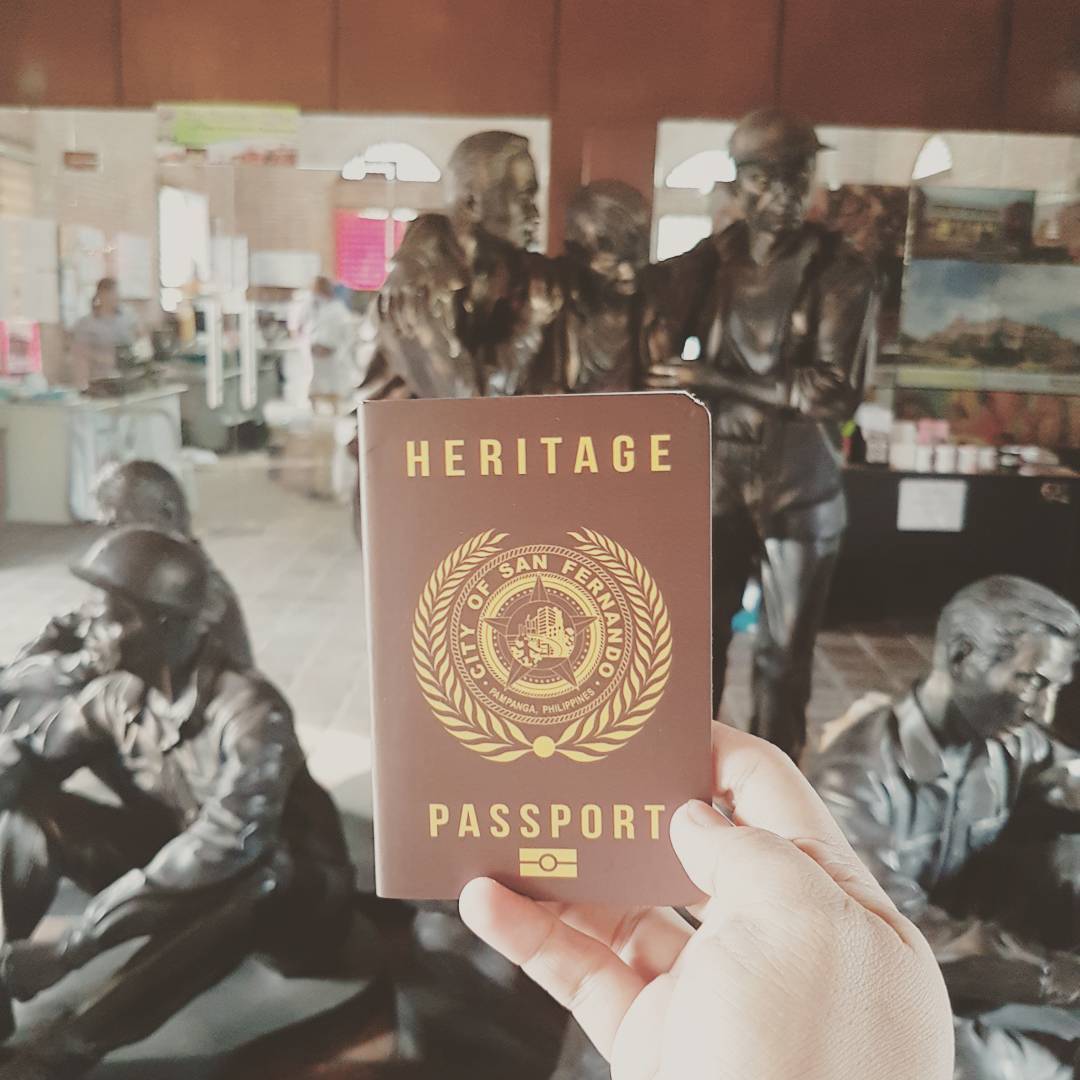 HERITAGE
• CITY OF SAN FERNANDO •
PAMPANGA, PHILIPPINES
PASSPORT